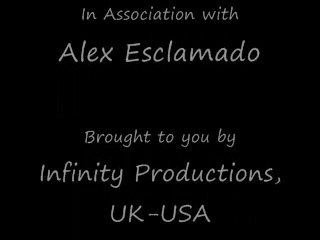 In Association with
Alex Esclamado
Brought to you by
Infinity Productions,
UK-USA